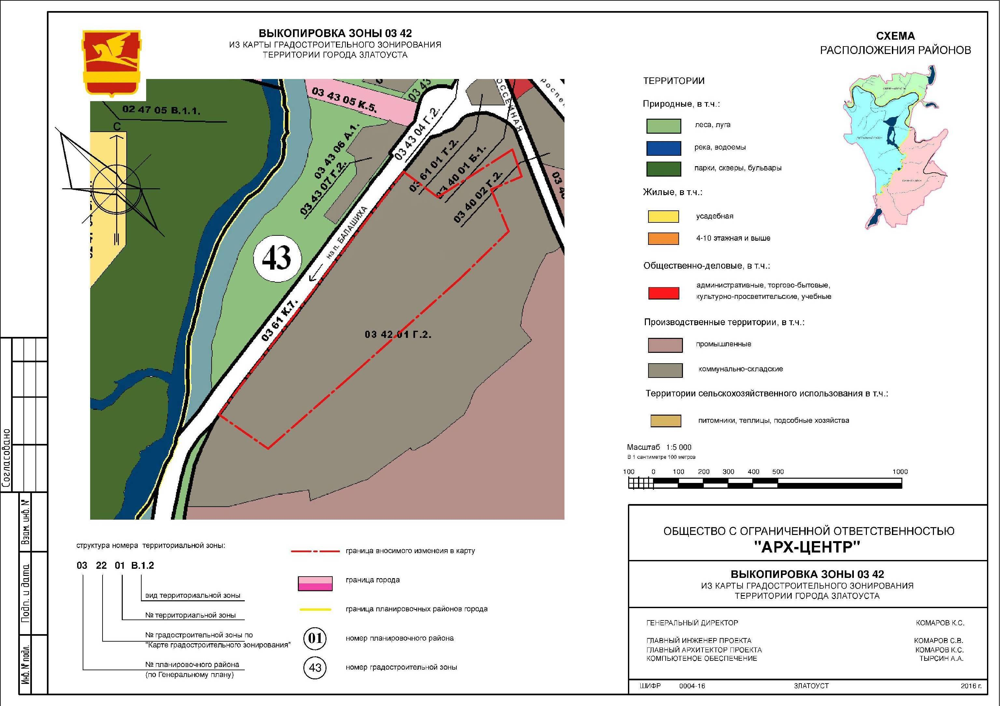 ВЫКОПИРОВКА ЗОНЫ 03 42
ИЗ КАРТЫ ГРАДОСТРОИТЕЛЬНОГО ЗОНИРОВАНИЯ
ТЕРРИТОРИИ ГОРОДА ЗЛАТОУСТА
СХЕМА
РАСПОЛОЖЕНИЯ РАЙОНОВ
СЕВЕРНЫЙ РАЙОН
ЮЖНЫЙ РАЙОН
02 47 05 В.1.1.
С
03 43 05 К.5.
03 43
03 43 04 Г.2.
03 43 06 А.1.
03 43 07 Г.2.
03 61 01 Т.2.
03 40 01 Б.1.
03 40 02 Г.2.
на п. БАЛАШИХА
43
03 61 К.7.
03 42 01 Г.2.
ТЕРРИТОРИИ
Природные, в т.ч.:
леса, луга
река, водоемы
парки, скверы, бульвары
Жилые, в т.ч.:
усадебная
4-10 этажная и выше
Общественно-деловые, в т.ч.:
административные, торгово-бытовые,
культурно-просветительские, учебные
Производственные территории, в т.ч.:
промышленные
коммунально-складские
Территории сельскохозяйственного использования в т.ч.:
питомники, теплицы, подсобные хозяйства
Масштаб 1:5 000
В 1 сантиметре 100 метров
100 0 100 200 300 400 500 1000
структура номера территориальной зоны:
03 22 01 В.1.2
вид территориальной зоны
№ территориальной зоны
№ градостроительной зоны по
"Карте градостроительного зонирования"
№ планировочного района
(по Генеральному плану)
граница вносимого изменеия в карту
граница города
граница планировочных районов города
01 номер планировочного района
43 номер градостроительной зоны
Согласовано
Взам. инв. №
Подп. и дата
Инв. № подл.
ОБЩЕСТВО С ОГРАНИЧЕННОЙ ОТВЕТСТВЕННОСТЬЮ
"АРХ-ЦЕНТР"
ВЫКОПИРОВКА ЗОНЫ 03 42
ИЗ КАРТЫ ГРАДОСТРОИТЕЛЬНОГО ЗОНИРОВАНИЯ
ТЕРРИТОРИИ ГОРОДА ЗЛАТОУСТА
ГЕНЕРАЛЬНЫЙ ДИРЕКТОР КОМАРОВ К.С.
ГЛАВНЫЙ ИНЖЕНЕР ПРОЕКТА КОМАРОВ С.В.
ГЛАВНЫЙ АРХИТЕКТОР ПРОЕКТА КОМАРОВ К.С.
КОМПЬЮТЕНОЕ ОБЕСПЕЧЕНИЕ ТЫРСИН А.А.
ШИФР 0004-16 ЗЛАТОУСТ 2016 г.